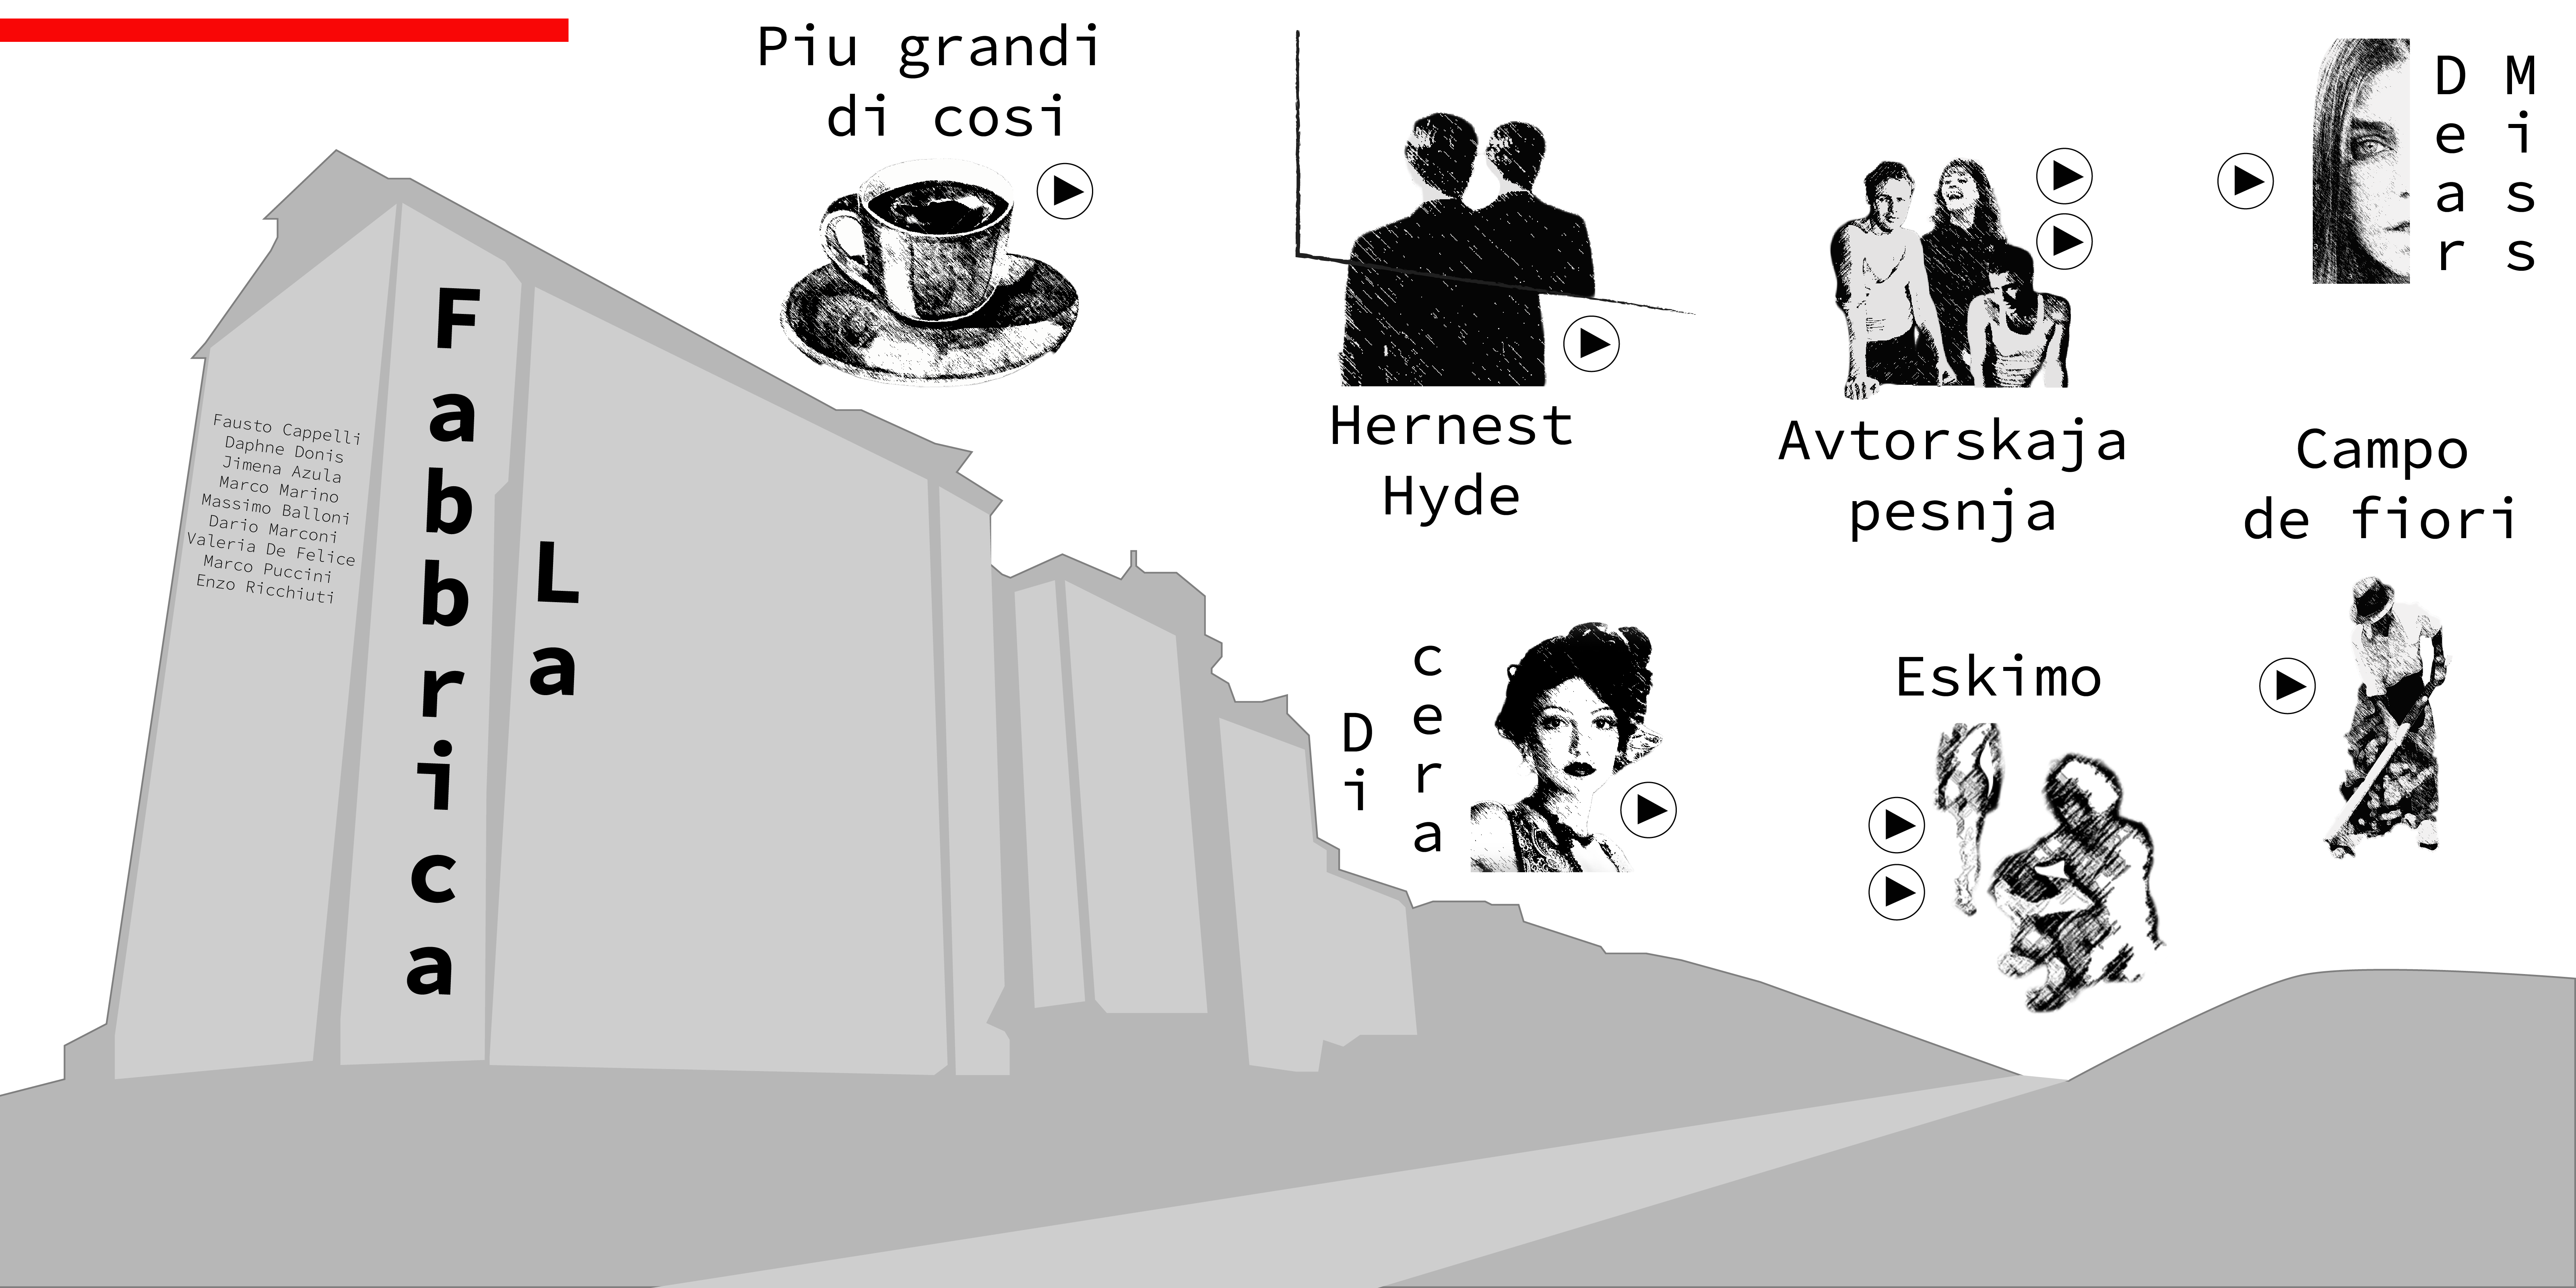 Piu grandi
di cosi
Dear
Miss
Hernest
Hyde
Avtorskaja
pesnja
Campo
de fiori
Fabbrica
La
Fausto Cappelli
Daphne Donis
Jimena Azula
Marco Marino
Massimo Balloni
Dario Marconi
Valeria De Felice
Marco Puccini
Enzo Ricchiuti
Di
cera
Eskimo